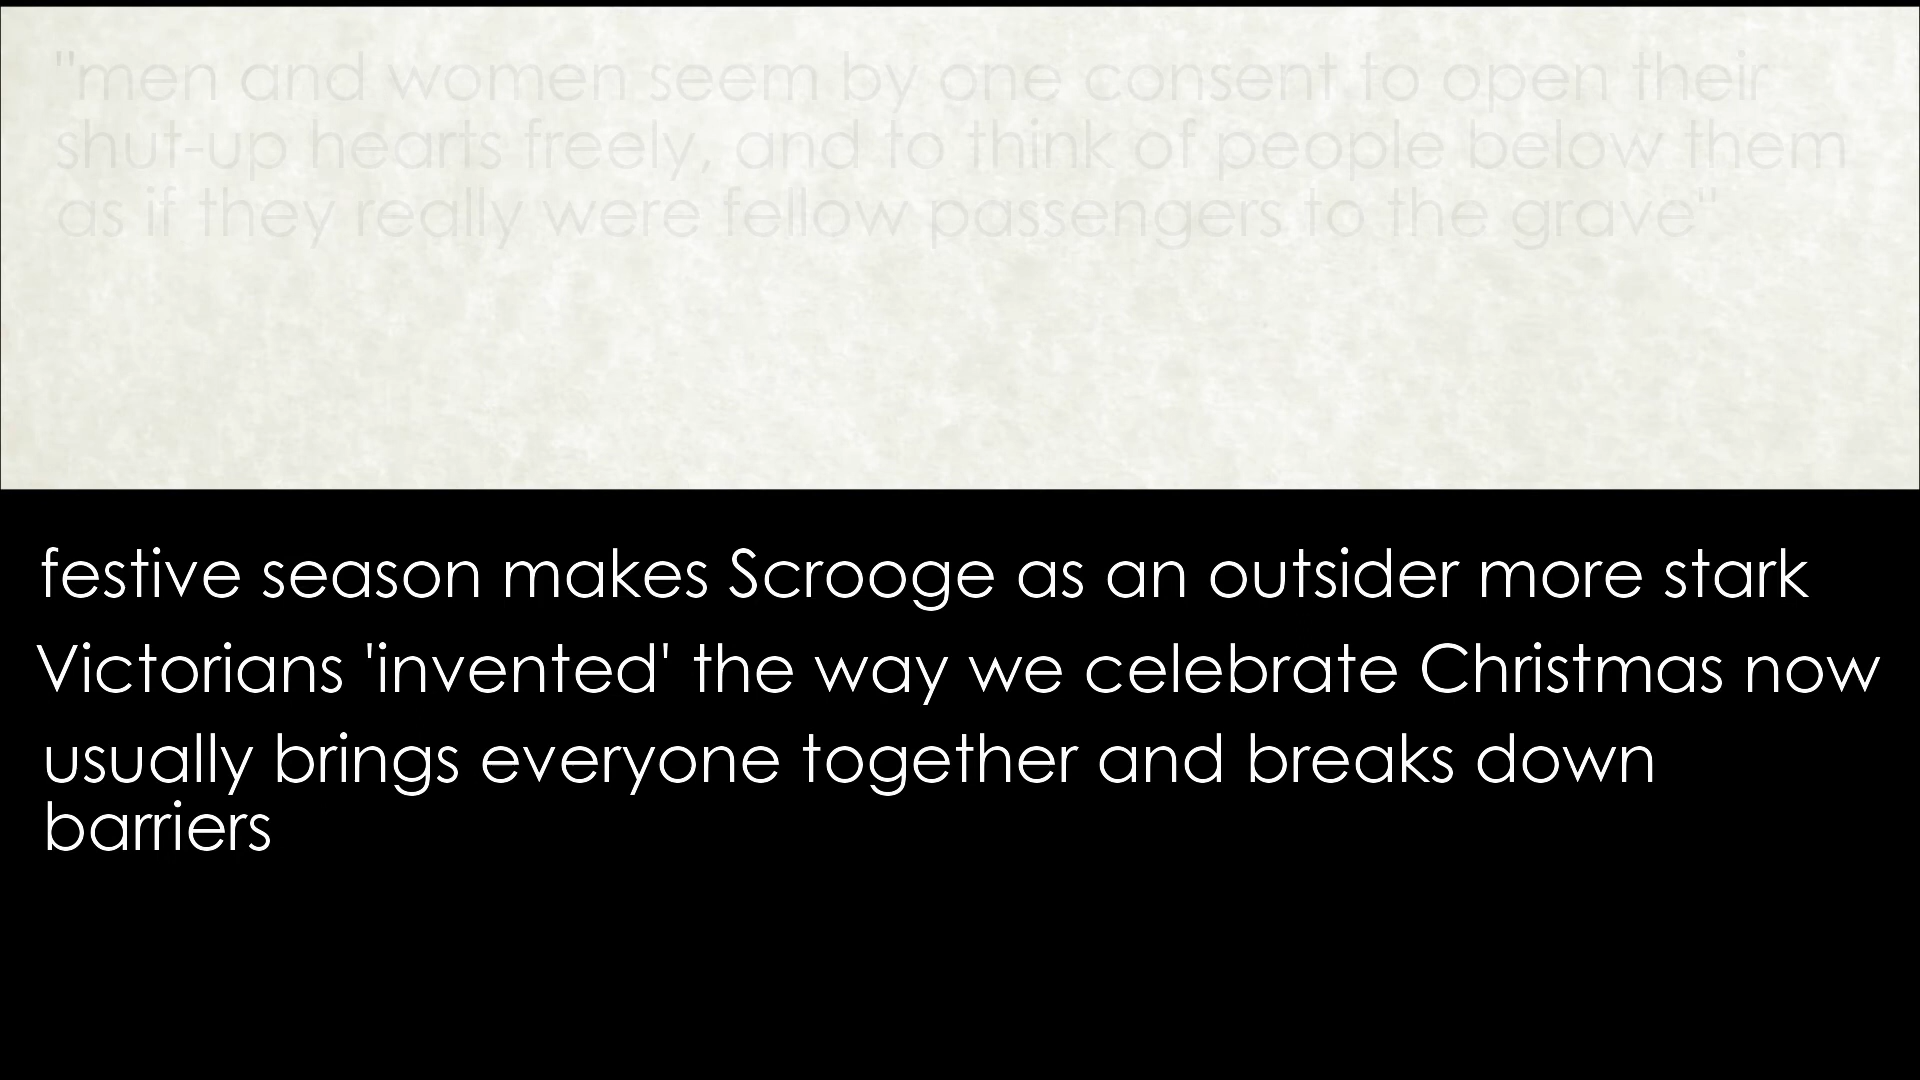 "men and women seem by one consent to open their
shut-up hearts freely, and to think of people below them
as if they really were fellow passengers to the grave"
festive season makes Scrooge as an outsider more stark
Victorians 'invented' the way we celebrate Christmas now
usually brings everyone together and breaks down
barriers